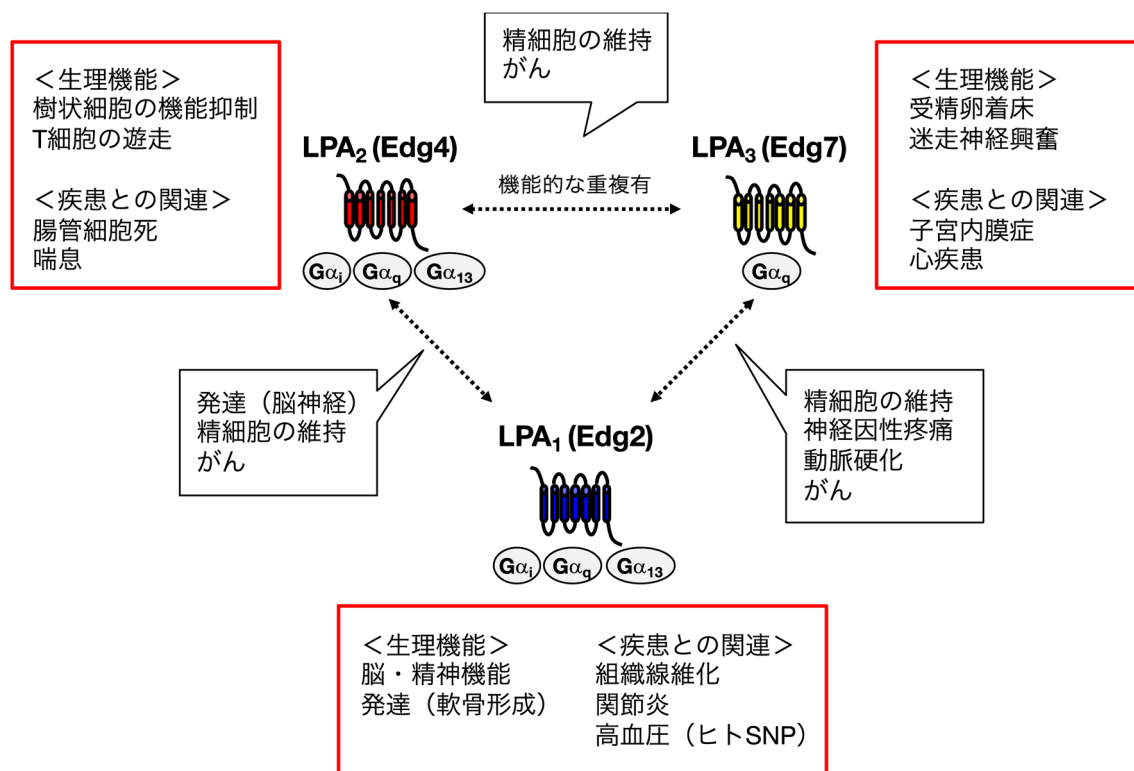 精細胞の維持
がん
＜生理機能＞
樹状細胞の機能抑制
T細胞の遊走
＜疾患との関連＞
腸管細胞死
喘息
LPA₂ (Edg4)
Gαi Gαq Gα₁₃
機能的な重複有
LPA₃ (Edg7)
Gαq
＜生理機能＞
受精卵着床
迷走神経興奮
＜疾患との関連＞
子宮内膜症
心疾患
発達（脳神経）
精細胞の維持
がん
精細胞の維持
神経因性疼痛
動脈硬化
がん
LPA₁ (Edg2)
Gαi Gαq Gα₁₃
＜生理機能＞
脳・精神機能
発達（軟骨形成）
＜疾患との関連＞
組織線維化
関節炎
高血圧（ヒトSNP）